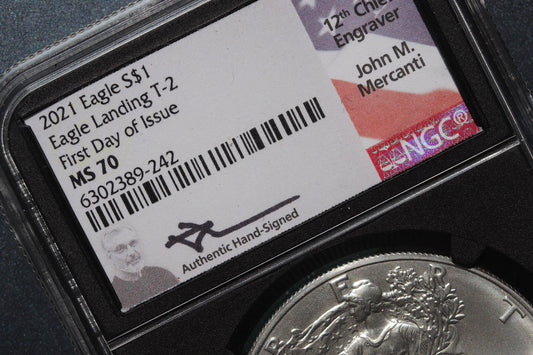 2021 Eagle S$1
Eagle Landing T-2
First Day of Issue
MS 70
6302389-242
Authentic Hand-Signed
12th Chief
Engraver
John M.
Mercanti
NGC®
BERT